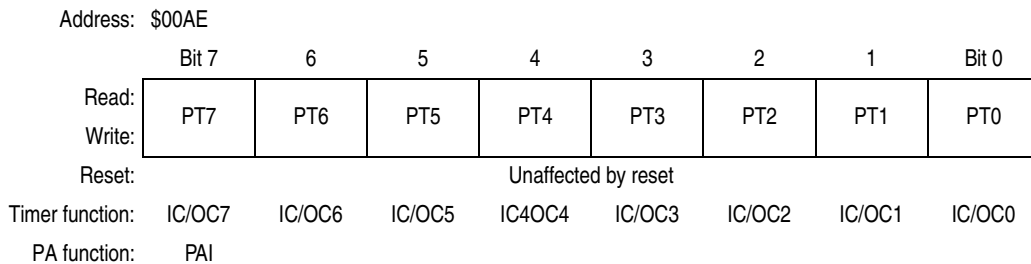 Address: $00AE
Bit 7 6 5 4 3 2 1 Bit 0
Read:
PT7 PT6 PT5 PT4 PT3 PT2 PT1 PT0
Write:
Reset: Unaffected by reset
Timer function: IC/OC7 IC/OC6 IC/OC5 IC4OC4 IC/OC3 IC/OC2 IC/OC1 IC/OC0
PA function: PAI